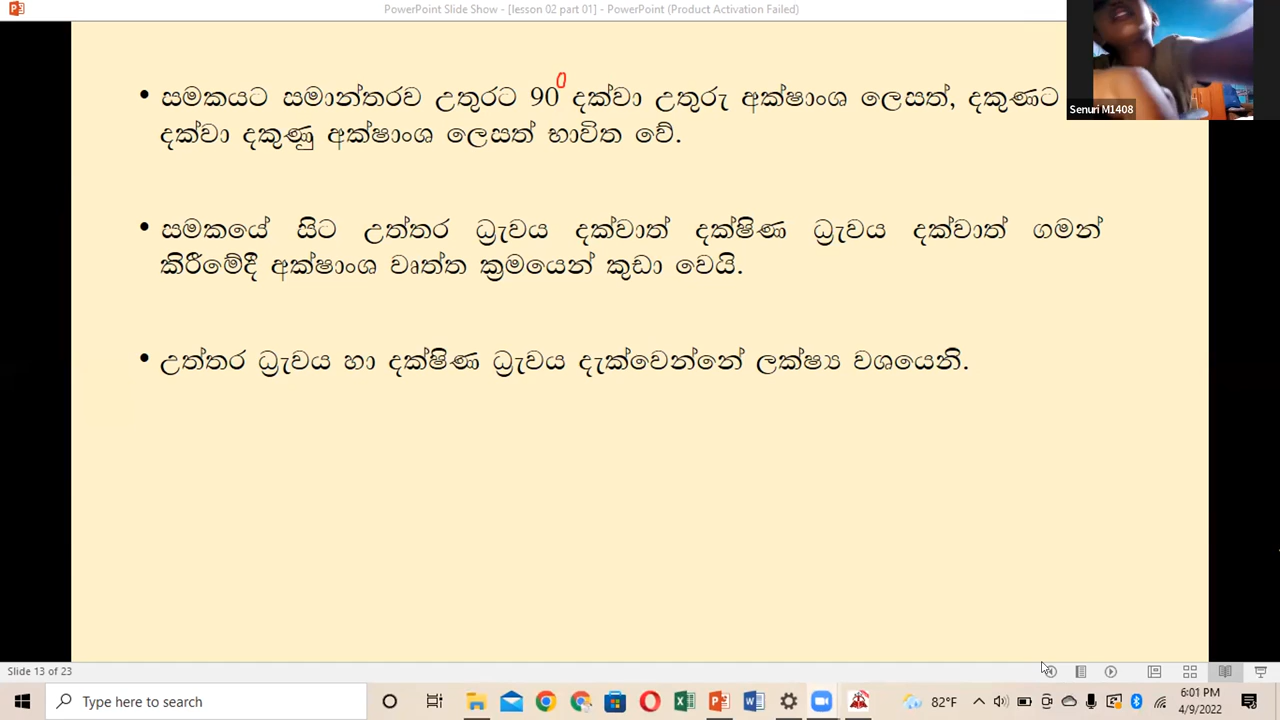 PowerPoint Slide Show - [lesson 02 part 01] - PowerPoint (Product Activation Failed)
Senuri M1408
• සමකයට සමාන්තරව උතුරට 90⁰ දක්වා උතුරු අක්ෂාංශ ලෙසත්, දකුණට
දක්වා දකුණු අක්ෂාංශ ලෙසත් භාවිත වේ.
• සමකයේ සිට උත්තර ධ්‍රැවය දක්වාත් දක්ෂිණ ධ්‍රැවය දක්වාත් ගමන්
කිරීමේදී අක්ෂාංශ වෘත්ත ක්‍රමයෙන් කුඩා වෙයි.
• උත්තර ධ්‍රැවය හා දක්ෂිණ ධ්‍රැවය දැක්වෙන්නේ ලක්ෂ්‍ය වශයෙනි.
Slide 13 of 23
Type here to search
82°F
6:01 PM
4/9/2022